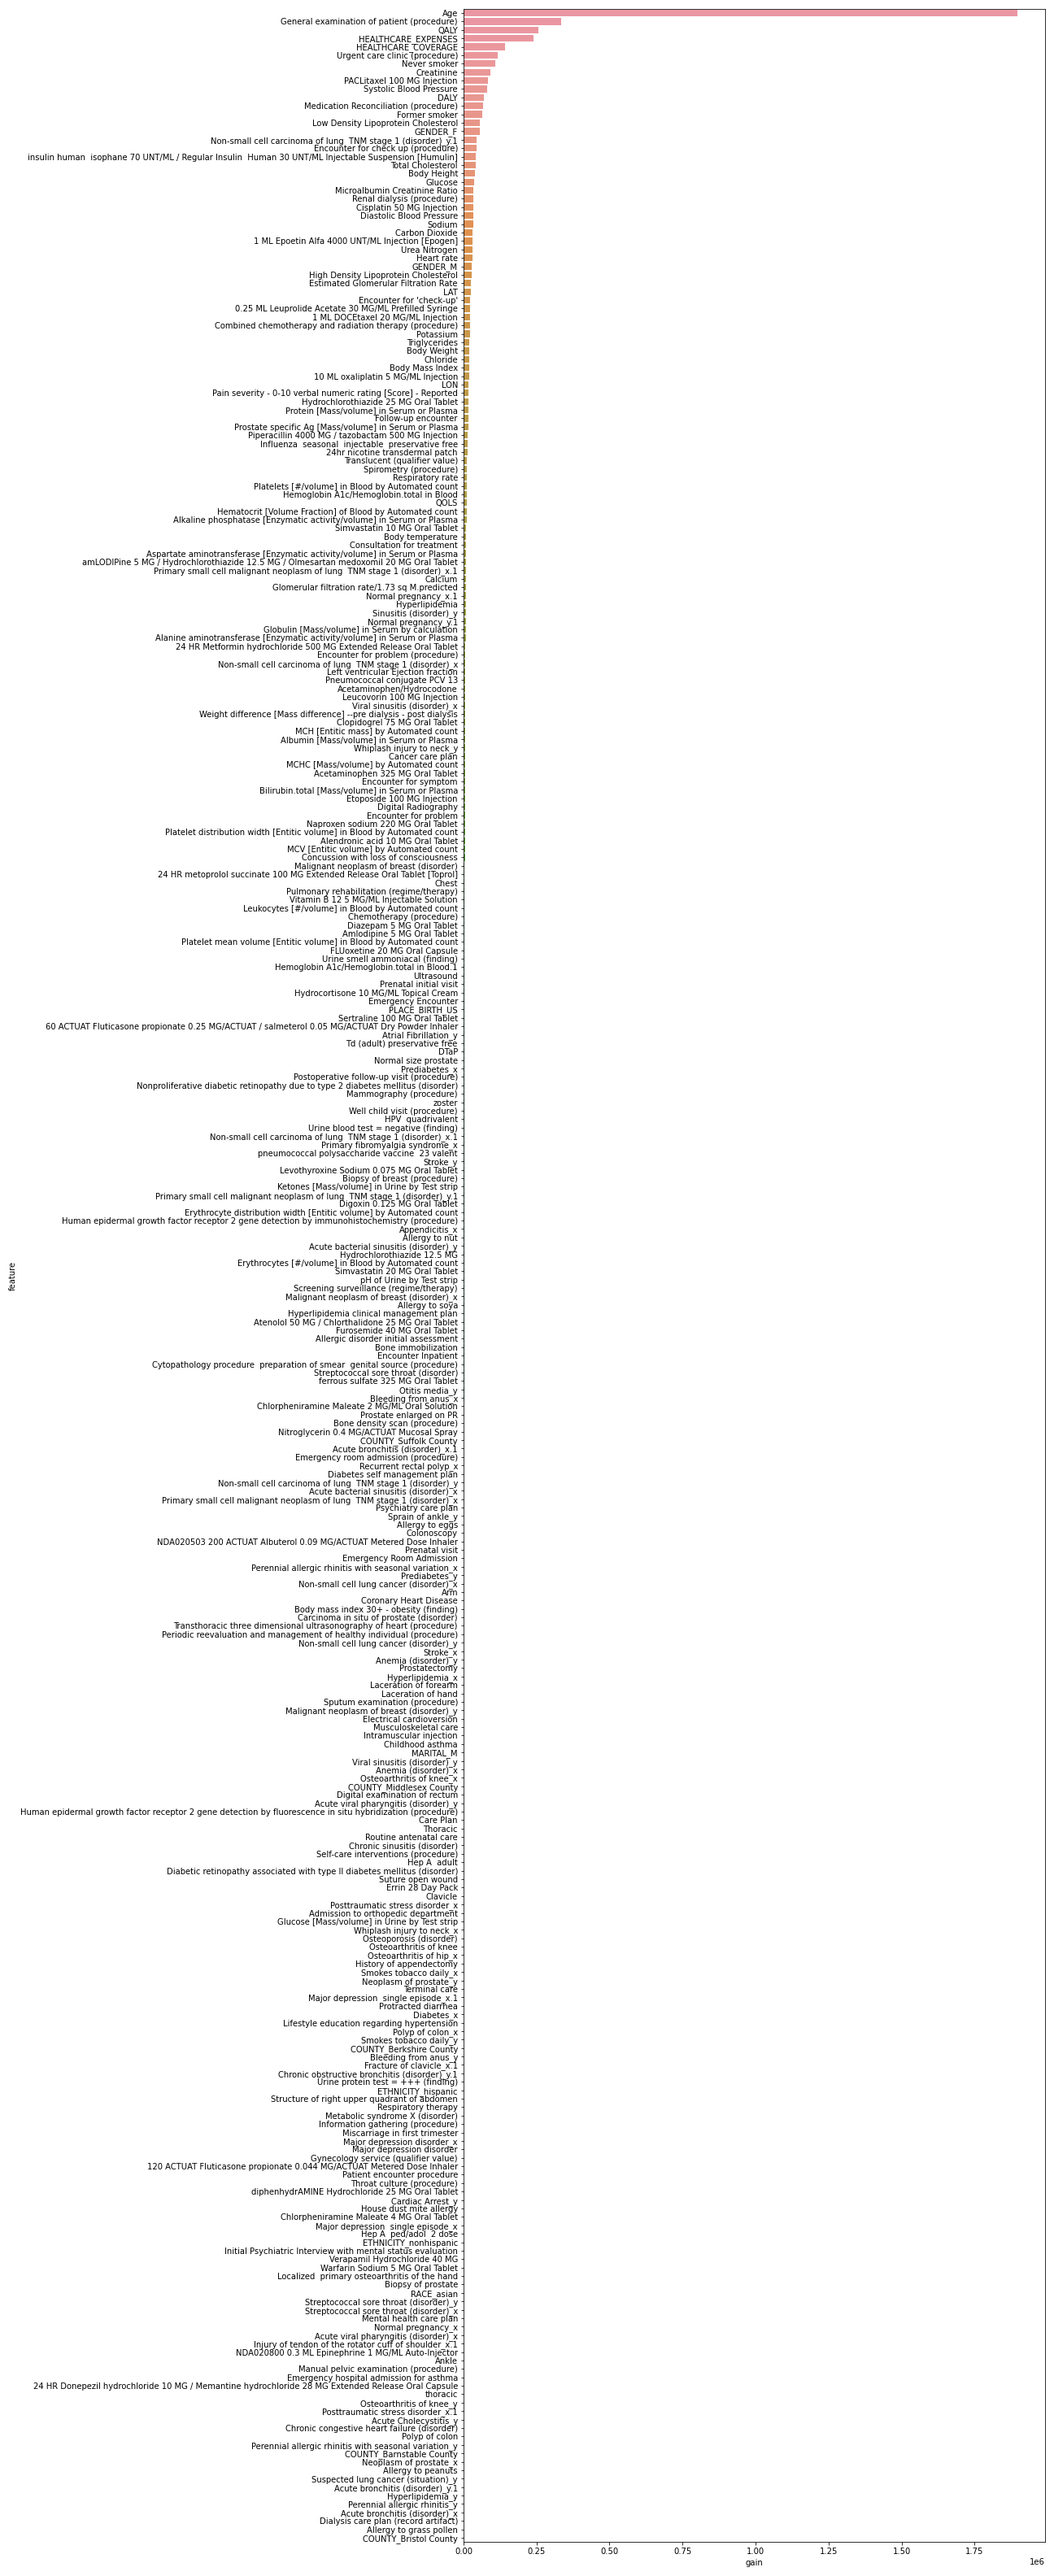 Age
General examination of patient (procedure)
QALY
HEALTHCARE_EXPENSES
HEALTHCARE_COVERAGE
Urgent care clinic (procedure)
Never smoker
Creatinine
PACLitaxel 100 MG Injection
Systolic Blood Pressure
DALY
Medication Reconciliation (procedure)
Former smoker
Low Density Lipoprotein Cholesterol
GENDER_F
Non-small cell carcinoma of lung  TNM stage 1 (disorder)_y.1
Encounter for check up (procedure)
insulin human  isophane 70 UNT/ML / Regular Insulin  Human 30 UNT/ML Injectable Suspension [Humulin]
Total Cholesterol
Body Height
Glucose
Microalbumin Creatinine Ratio
Renal dialysis (procedure)
Cisplatin 50 MG Injection
Diastolic Blood Pressure
Sodium
Carbon Dioxide
1 ML Epoetin Alfa 4000 UNT/ML Injection [Epogen]
Urea Nitrogen
Heart rate
GENDER_M
High Density Lipoprotein Cholesterol
Estimated Glomerular Filtration Rate
LAT
Encounter for 'check-up'
0.25 ML Leuprolide Acetate 30 MG/ML Prefilled Syringe
1 ML DOCEtaxel 20 MG/ML Injection
Combined chemotherapy and radiation therapy (procedure)
Potassium
Triglycerides
Body Weight
Chloride
Body Mass Index
10 ML oxaliplatin 5 MG/ML Injection
LON
Pain severity - 0-10 verbal numeric rating [Score] - Reported
Hydrochlorothiazide 25 MG Oral Tablet
Protein [Mass/volume] in Serum or Plasma
Follow-up encounter
Prostate specific Ag [Mass/volume] in Serum or Plasma
Piperacillin 4000 MG / tazobactam 500 MG Injection
Influenza  seasonal  injectable  preservative free
24hr nicotine transdermal patch
Translucent (qualifier value)
Spirometry (procedure)
Respiratory rate
Platelets [#/volume] in Blood by Automated count
Hemoglobin A1c/Hemoglobin.total in Blood
QOLS
Hematocrit [Volume Fraction] of Blood by Automated count
Alkaline phosphatase [Enzymatic activity/volume] in Serum or Plasma
Simvastatin 10 MG Oral Tablet
Body temperature
Consultation for treatment
Aspartate aminotransferase [Enzymatic activity/volume] in Serum or Plasma
amLODIPine 5 MG / Hydrochlorothiazide 12.5 MG / Olmesartan medoxomil 20 MG Oral Tablet
Primary small cell malignant neoplasm of lung  TNM stage 1 (disorder)_x.1
Calcium
Glomerular filtration rate/1.73 sq M.predicted
Normal pregnancy_x.1
Hyperlipidemia
Sinusitis (disorder)_y
Normal pregnancy_y.1
Globulin [Mass/volume] in Serum by calculation
Alanine aminotransferase [Enzymatic activity/volume] in Serum or Plasma
24 HR Metformin hydrochloride 500 MG Extended Release Oral Tablet
Encounter for problem (procedure)
Non-small cell carcinoma of lung  TNM stage 1 (disorder)_x
Left ventricular Ejection fraction
Pneumococcal conjugate PCV 13
Acetaminophen/Hydrocodone
Leucovorin 100 MG Injection
Viral sinusitis (disorder)_x
Weight difference [Mass difference] --pre dialysis - post dialysis
Clopidogrel 75 MG Oral Tablet
MCH [Entitic mass] by Automated count
Albumin [Mass/volume] in Serum or Plasma
Whiplash injury to neck_y
Cancer care plan
MCHC [Mass/volume] by Automated count
Acetaminophen 325 MG Oral Tablet
Encounter for symptom
Bilirubin.total [Mass/volume] in Serum or Plasma
Etoposide 100 MG Injection
Digital Radiography
Encounter for problem
Naproxen sodium 220 MG Oral Tablet
Platelet distribution width [Entitic volume] in Blood by Automated count
Alendronic acid 10 MG Oral Tablet
MCV [Entitic volume] by Automated count
Concussion with loss of consciousness
Malignant neoplasm of breast (disorder)
24 HR metoprolol succinate 100 MG Extended Release Oral Tablet [Toprol]
Chest
Pulmonary rehabilitation (regime/therapy)
Vitamin B 12 5 MG/ML Injectable Solution
Leukocytes [#/volume] in Blood by Automated count
Chemotherapy (procedure)
Diazepam 5 MG Oral Tablet
Amlodipine 5 MG Oral Tablet
Platelet mean volume [Entitic volume] in Blood by Automated count
FLUoxetine 20 MG Oral Capsule
Urine smell ammoniacal (finding)
Hemoglobin A1c/Hemoglobin.total in Blood.1
Ultrasound
Prenatal initial visit
Hydrocortisone 10 MG/ML Topical Cream
Emergency Encounter
PLACE_BIRTH_US
Sertraline 100 MG Oral Tablet
60 ACTUAT Fluticasone propionate 0.25 MG/ACTUAT / salmeterol 0.05 MG/ACTUAT Dry Powder Inhaler
Atrial Fibrillation_y
Td (adult) preservative free
DTaP
Normal size prostate
Prediabetes_x
Postoperative follow-up visit (procedure)
Nonproliferative diabetic retinopathy due to type 2 diabetes mellitus (disorder)
Mammography (procedure)
zoster
Well child visit (procedure)
HPV  quadrivalent
Urine blood test = negative (finding)
Non-small cell carcinoma of lung  TNM stage 1 (disorder)_x.1
Primary fibromyalgia syndrome_x
pneumococcal polysaccharide vaccine  23 valent
Stroke_y
Levothyroxine Sodium 0.075 MG Oral Tablet
Biopsy of breast (procedure)
Ketones [Mass/volume] in Urine by Test strip
Primary small cell malignant neoplasm of lung  TNM stage 1 (disorder)_y.1
Digoxin 0.125 MG Oral Tablet
Erythrocyte distribution width [Entitic volume] by Automated count
Human epidermal growth factor receptor 2 gene detection by immunohistochemistry (procedure)
Appendicitis_x
Allergy to nut
Acute bacterial sinusitis (disorder)_y
Hydrochlorothiazide 12.5 MG
Erythrocytes [#/volume] in Blood by Automated count
Simvastatin 20 MG Oral Tablet
pH of Urine by Test strip
Screening surveillance (regime/therapy)
Malignant neoplasm of breast (disorder)_x
Allergy to soya
Hyperlipidemia clinical management plan
Atenolol 50 MG / Chlorthalidone 25 MG Oral Tablet
Furosemide 40 MG Oral Tablet
Allergic disorder initial assessment
Bone immobilization
Encounter Inpatient
Cytopathology procedure  preparation of smear  genital source (procedure)
Streptococcal sore throat (disorder)
ferrous sulfate 325 MG Oral Tablet
Otitis media_y
Bleeding from anus_x
Chlorpheniramine Maleate 2 MG/ML Oral Solution
Prostate enlarged on PR
Bone density scan (procedure)
Nitroglycerin 0.4 MG/ACTUAT Mucosal Spray
COUNTY_Suffolk County
Acute bronchitis (disorder)_x.1
Emergency room admission (procedure)
Recurrent rectal polyp_x
Diabetes self management plan
Non-small cell carcinoma of lung  TNM stage 1 (disorder)_y
Acute bacterial sinusitis (disorder)_x
Primary small cell malignant neoplasm of lung  TNM stage 1 (disorder)_x
Psychiatry care plan
Sprain of ankle_y
Allergy to eggs
Colonoscopy
NDA020503 200 ACTUAT Albuterol 0.09 MG/ACTUAT Metered Dose Inhaler
Prenatal visit
Emergency Room Admission
Perennial allergic rhinitis with seasonal variation_x
Prediabetes_y
Non-small cell lung cancer (disorder)_x
Arm
Coronary Heart Disease
Body mass index 30+ - obesity (finding)
Carcinoma in situ of prostate (disorder)
Transthoracic three dimensional ultrasonography of heart (procedure)
Periodic reevaluation and management of healthy individual (procedure)
Non-small cell lung cancer (disorder)_y
Stroke_x
Anemia (disorder)_y
Prostatectomy
Hyperlipidemia_x
Laceration of forearm
Laceration of hand
Sputum examination (procedure)
Malignant neoplasm of breast (disorder)_y
Electrical cardioversion
Musculoskeletal care
Intramuscular injection
Childhood asthma
MARITAL_M
Viral sinusitis (disorder)_y
Anemia (disorder)_x
Osteoarthritis of knee_x
COUNTY_Middlesex County
Digital examination of rectum
Acute viral pharyngitis (disorder)_y
Human epidermal growth factor receptor 2 gene detection by fluorescence in situ hybridization (procedure)
Care Plan
Thoracic
Routine antenatal care
Chronic sinusitis (disorder)
Self-care interventions (procedure)
Hep A  adult
Diabetic retinopathy associated with type II diabetes mellitus (disorder)
Suture open wound
Errin 28 Day Pack
Clavicle
Posttraumatic stress disorder_x
Admission to orthopedic department
Glucose [Mass/volume] in Urine by Test strip
Whiplash injury to neck_x
Osteoporosis (disorder)
Osteoarthritis of knee
Osteoarthritis of hip_x
History of appendectomy
Smokes tobacco daily_x
Neoplasm of prostate_y
Terminal care
Major depression  single episode_x.1
Protracted diarrhea
Diabetes_x
Lifestyle education regarding hypertension
Polyp of colon_x
Smokes tobacco daily_y
COUNTY_Berkshire County
Bleeding from anus_y
Fracture of clavicle_x.1
Chronic obstructive bronchitis (disorder)_y.1
Urine protein test = +++ (finding)
ETHNICITY_hispanic
Structure of right upper quadrant of abdomen
Respiratory therapy
Metabolic syndrome X (disorder)
Information gathering (procedure)
Miscarriage in first trimester
Major depression disorder_x
Major depression disorder
Gynecology service (qualifier value)
120 ACTUAT Fluticasone propionate 0.044 MG/ACTUAT Metered Dose Inhaler
Patient encounter procedure
Throat culture (procedure)
diphenhydrAMINE Hydrochloride 25 MG Oral Tablet
Cardiac Arrest_y
House dust mite allergy
Chlorpheniramine Maleate 4 MG Oral Tablet
Major depression  single episode_x
Hep A  ped/adol  2 dose
ETHNICITY_nonhispanic
Initial Psychiatric Interview with mental status evaluation
Verapamil Hydrochloride 40 MG
Warfarin Sodium 5 MG Oral Tablet
Localized  primary osteoarthritis of the hand
Biopsy of prostate
RACE_asian
Streptococcal sore throat (disorder)_y
Streptococcal sore throat (disorder)_x
Mental health care plan
Normal pregnancy_x
Acute viral pharyngitis (disorder)_x
Injury of tendon of the rotator cuff of shoulder_x.1
NDA020800 0.3 ML Epinephrine 1 MG/ML Auto-Injector
Ankle
Manual pelvic examination (procedure)
Emergency hospital admission for asthma
24 HR Donepezil hydrochloride 10 MG / Memantine hydrochloride 28 MG Extended Release Oral Capsule
thoracic
Osteoarthritis of knee_y
Posttraumatic stress disorder_x.1
Acute Cholecystitis_y
Chronic congestive heart failure (disorder)
Polyp of colon
Perennial allergic rhinitis with seasonal variation_y
COUNTY_Barnstable County
Neoplasm of prostate_x
Allergy to peanuts
Suspected lung cancer (situation)_y
Acute bronchitis (disorder)_y.1
Hyperlipidemia_y
Perennial allergic rhinitis_y
Acute bronchitis (disorder)_x
Dialysis care plan (record artifact)
Allergy to grass pollen
COUNTY_Bristol County
feature
0.00 0.25 0.50 0.75 1.00 1.25 1.50 1.75
1e6
gain